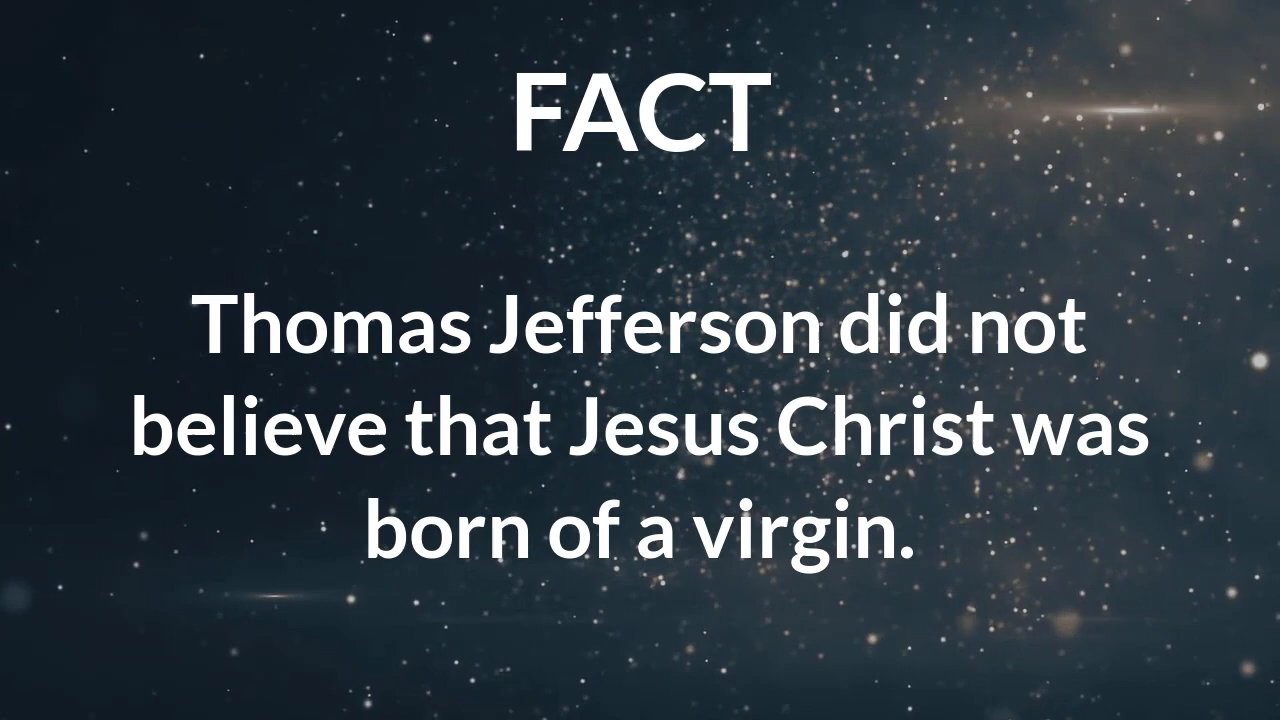 FACT
Thomas Jefferson did not
believe that Jesus Christ was
born of a virgin.